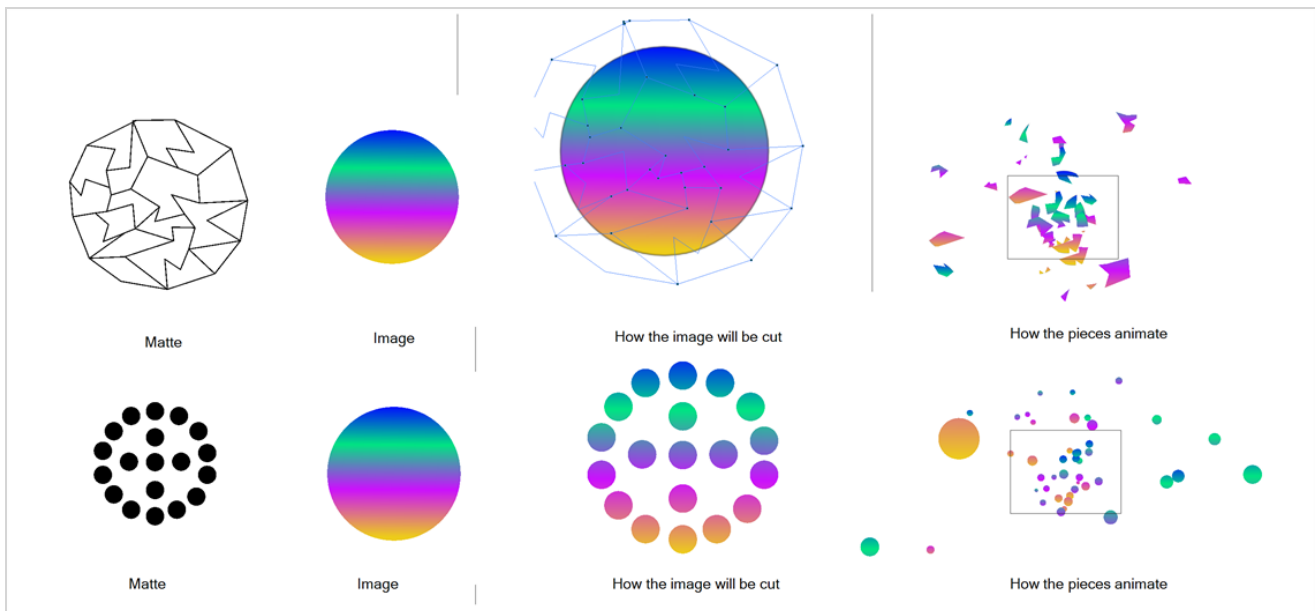 Matte
Image
How the image will be cut
How the pieces animate
Matte
Image
How the image will be cut
How the pieces animate